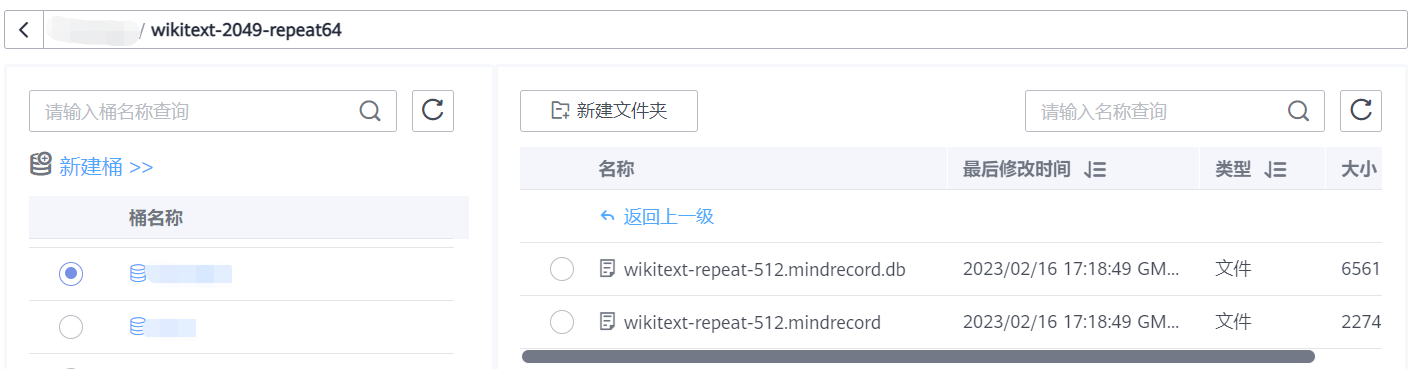 / wikitext-2049-repeat64
请输入桶名称查询
新建桶 >>
桶名称
新建文件夹
请输入名称查询
名称 最后修改时间 类型 大小
返回上一级
wikitext-repeat-512.mindrecord.db 2023/02/16 17:18:49 GM... 文件 6561
wikitext-repeat-512.mindrecord 2023/02/16 17:18:49 GM... 文件 2274